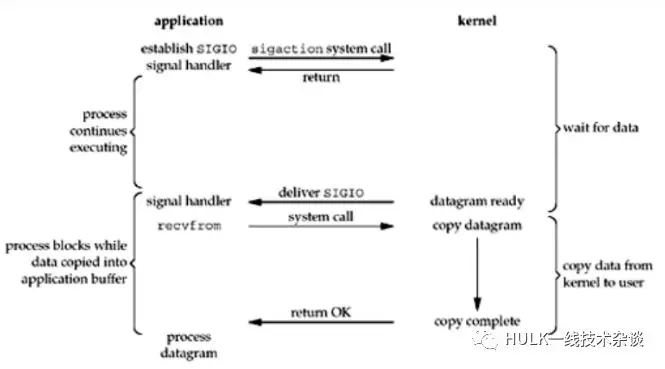 application
kernel
establish SIGIO
signal handler
sigaction system call
return
process
continues
executing
wait for data
signal handler
deliver SIGIO
datagram ready
recvfrom
system call
copy datagram
process blocks while
data copied into
application buffer
copy data from
kernel to user
return OK
copy complete
process
datagram
HULK一线技术杂谈